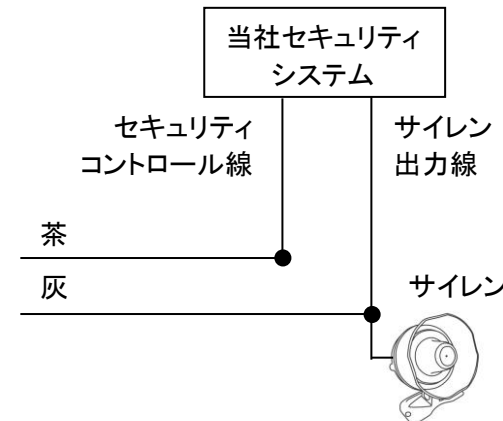 当社セキュリティ
システム
セキュリティ
コントロール線
サイレン
出力線
茶
灰
サイレン